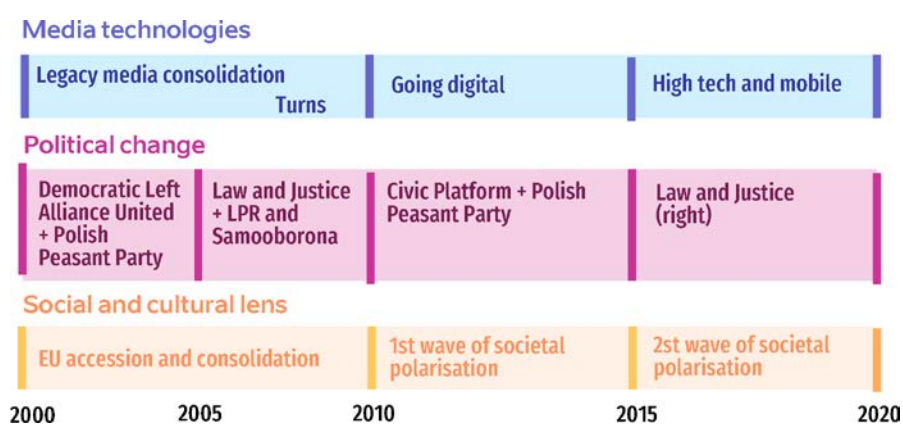 Media technologies
Legacy media consolidation
Turns
Going digital
High tech and mobile
Political change
Democratic Left
Alliance United
+ Polish
Peasant Party
Law and Justice
+ LPR and
Samooborona
Civic Platform + Polish
Peasant Party
Law and Justice
(right)
Social and cultural lens
EU accession and consolidation
1st wave of societal
polarisation
2st wave of societal
polarisation
2000
2005
2010
2015
2020